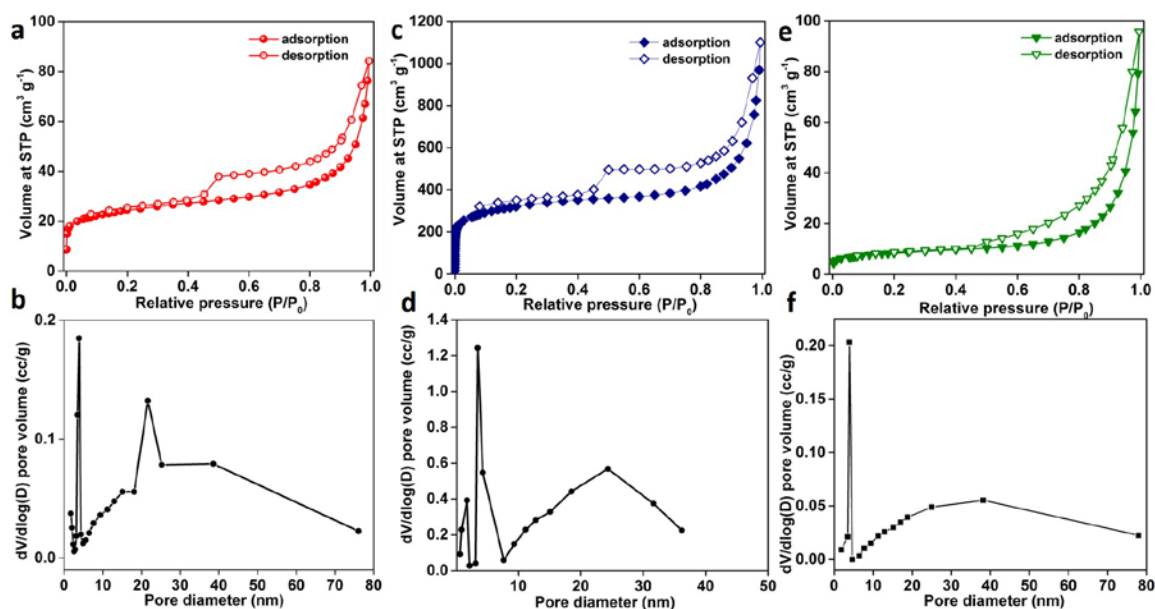 a
Volume at STP (cm³ g⁻¹)
100
80
60
40
20
0
adsorption
desorption
0.0 0.2 0.4 0.6 0.8 1.0
Relative pressure (P/P₀)
c
Volume at STP (cm³ g⁻¹)
1200
1000
800
600
400
200
0
adsorption
desorption
0.0 0.2 0.4 0.6 0.8 1.0
Relative pressure (P/P₀)
e
Volume at STP (cm³ g⁻¹)
100
80
60
40
20
0
adsorption
desorption
0.0 0.2 0.4 0.6 0.8 1.0
Relative pressure (P/P₀)
b
dV/dlog(D) pore volume (cc/g)
0.2
0.1
0.0
0 10 20 30 40 50 60 70 80
Pore diameter (nm)
d
dV/dlog(D) pore volume (cc/g)
1.4
1.2
1.0
0.8
0.6
0.4
0.2
0.0
0 10 20 30 40 50
Pore diameter (nm)
f
dV/dlog(D) pore volume (cc/g)
0.20
0.15
0.10
0.05
0.00
0 10 20 30 40 50 60 70 80
Pore diameter (nm)